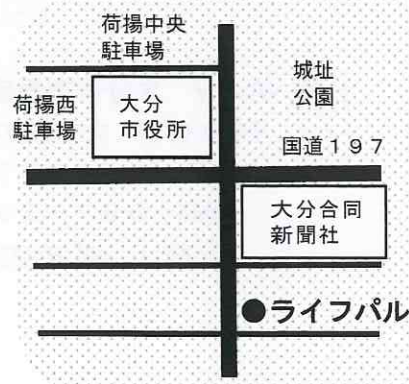 荷揚中央
駐車場
城址
公園
荷揚西
駐車場
大分
市役所
国道197
大分合同
新聞社
●ライフパル